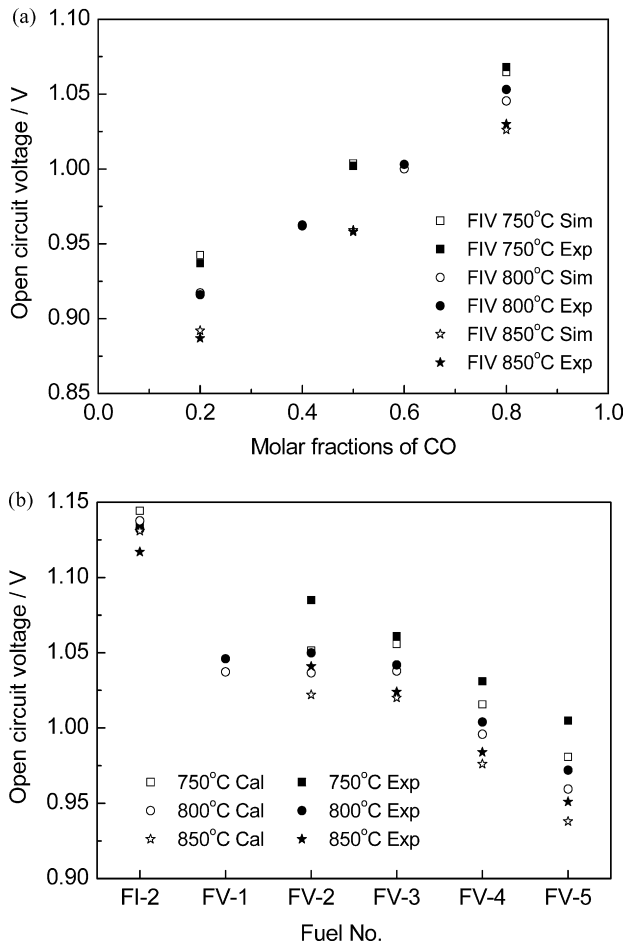 (a)
Open circuit voltage / V
1.10
1.05
1.00
0.95
0.90
0.85
FIV 750°C Sim
FIV 750°C Exp
FIV 800°C Sim
FIV 800°C Exp
FIV 850°C Sim
FIV 850°C Exp
0.0 0.2 0.4 0.6 0.8 1.0
Molar fractions of CO
(b)
Open circuit voltage / V
1.15
1.10
1.05
1.00
0.95
0.90
750°C Cal 750°C Exp
800°C Cal 800°C Exp
850°C Cal 850°C Exp
FI-2 FV-1 FV-2 FV-3 FV-4 FV-5
Fuel No.